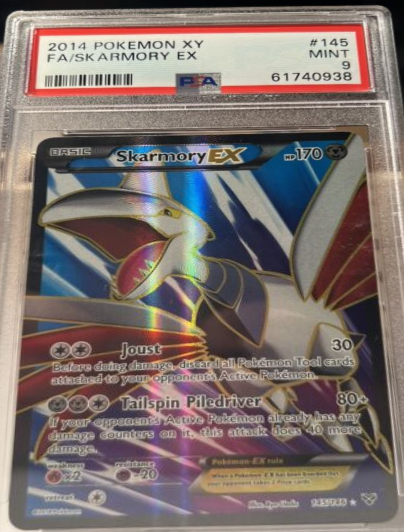 2014 POKEMON XY #145
FA/SKARMORY EX MINT
9
PSA 61740938
BASIC Skarmory EX HP170
Joust 30
Before doing damage, discard all Pokémon Tool cards
attached to your opponent's Active Pokémon.
Tailspin Piledriver 80+
If your opponent's Active Pokémon already has any
damage counters on it, this attack does 40 more
damage.
Pokémon-EX rule
weakness resistance
×2 -20
When a Pokémon-EX has been Knocked Out,
your opponent takes 2 Prize cards.
retreat
145/146